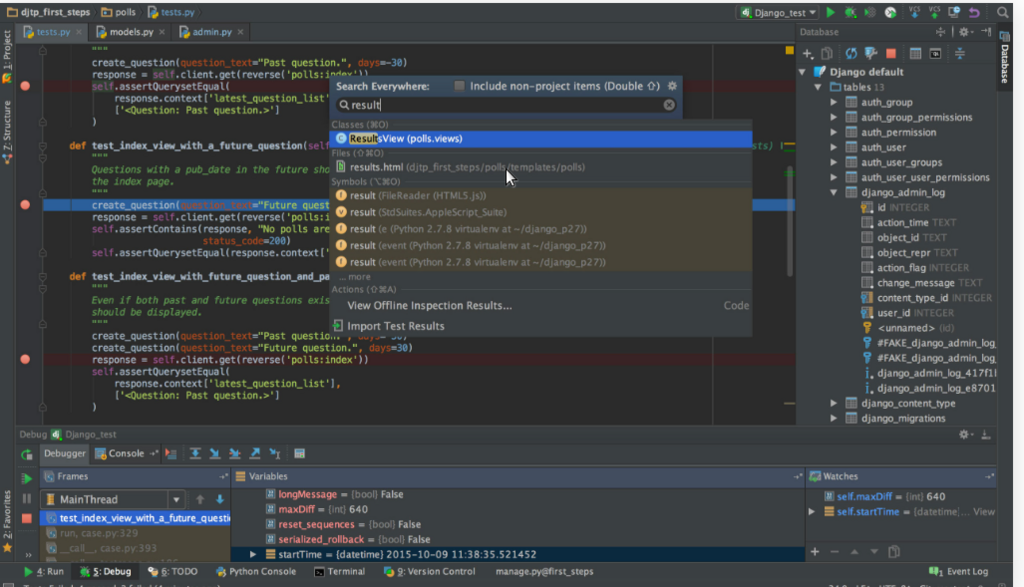 djtp_first_steps polls tests.py
Django_test
VCS VCS
tests.py models.py admin.py
Database
1: Project
Z: Structure
2: Favorites
Database
"""
create_question(question_text="Past question.", days=-30)
response = self.client.get(reverse('polls:index'))
self.assertQuerysetEqual(
response.context['latest_question_list'
['<Question: Past question.>']
)
def test_index_view_with_a_future_question(self
"""
Questions with a pub_date in the future sho
the index page.
"""
create_question(question_text="Future quest
response = self.client.get(reverse('polls:
self.assertContains(response, "No polls are
status_code=200)
self.assertQuerysetEqual(response.context['
def test_index_view_with_future_question_and_pa
"""
Even if both past and future questions exis
should be displayed.
"""
create_question(question_text="Past question.", days=-30)
create_question(question_text="Future question.", days=30)
response = self.client.get(reverse('polls:index'))
self.assertQuerysetEqual(
response.context['latest_question_list'],
['<Question: Past question.>']
)
Search Everywhere: Include non-project items (Double ⇧)
result
Classes (⌘O)
ResultsView (polls.views)
Files (⇧⌘O)
results.html (djtp_first_steps/polls/templates/polls)
Symbols (⌥⌘O)
result (FileReader (HTML5.js))
result (StdSuites.AppleScript_Suite)
result (e (Python 2.7.8 virtualenv at ~/django_p27))
result (event (Python 2.7.8 virtualenv at ~/django_p27))
result (event (Python 2.7.8 virtualenv at ~/django_p27))
... more
Actions (⇧⌘A)
View Offline Inspection Results... Code
Import Test Results
Django default
tables 13
auth_group
auth_group_permissions
auth_permission
auth_user
auth_user_groups
auth_user_user_permissions
django_admin_log
id INTEGER
action_time TEXT
object_id TEXT
object_repr TEXT
action_flag INTEGER
change_message TEXT
content_type_id INTEGER
user_id INTEGER
<unnamed> (id)
#FAKE_django_admin_log_
#FAKE_django_admin_log_
django_admin_log_417f1
django_admin_log_e8701
django_content_type
django_migrations
Debug Django_test
Debugger Console
Frames Variables Watches
MainThread
test_index_view_with_a_future_questi
run, case.py:329
__call__, case.py:393
longMessage = {bool} False
maxDiff = {int} 640
reset_sequences = {bool} False
serialized_rollback = {bool} False
startTime = {datetime} 2015-10-09 11:38:35.521452
self.maxDiff = {int} 640
self.startTime = {datetime}... View
4: Run 5: Debug 6: TODO Python Console Terminal 9: Version Control manage.py@first_steps Event Log